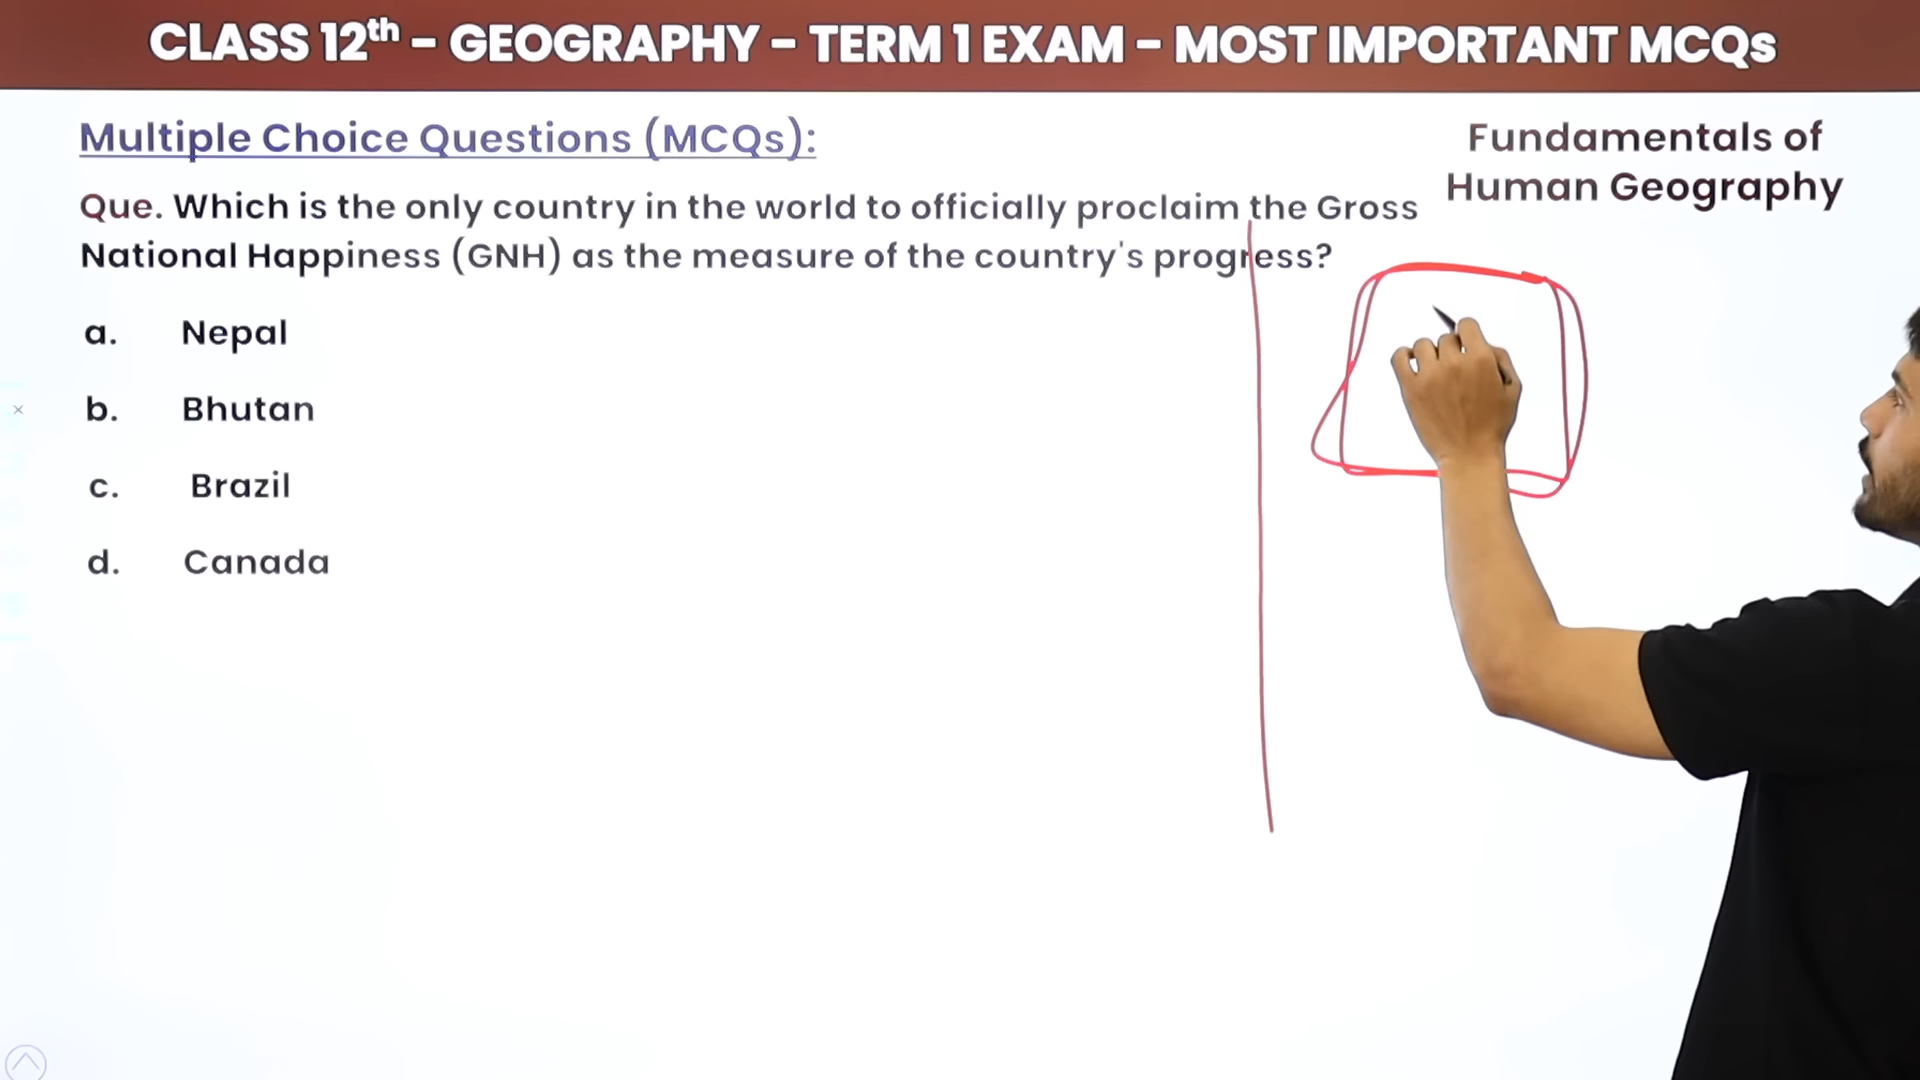 CLASS 12th - GEOGRAPHY - TERM 1 EXAM - MOST IMPORTANT MCQs
Multiple Choice Questions (MCQs):
Fundamentals of
Human Geography
Que. Which is the only country in the world to officially proclaim the Gross
National Happiness (GNH) as the measure of the country's progress?
a. Nepal
b. Bhutan
c. Brazil
d. Canada